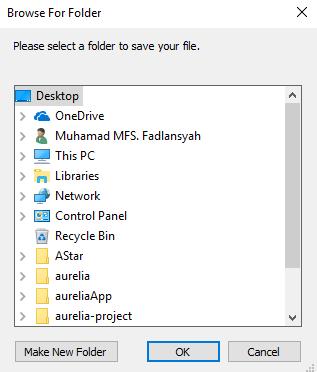 Browse For Folder
Please select a folder to save your file.
Desktop
OneDrive
Muhamad MFS. Fadlansyah
This PC
Libraries
Network
Control Panel
Recycle Bin
AStar
aurelia
aureliaApp
aurelia-project
Make New Folder
OK
Cancel